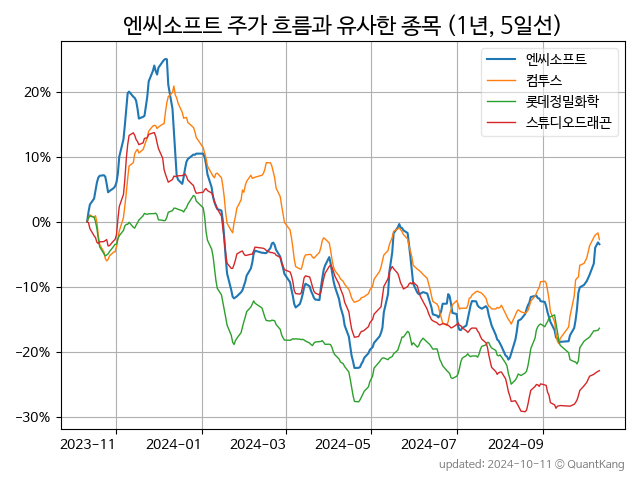 엔씨소프트 주가 흐름과 유사한 종목 (1년, 5일선)
엔씨소프트
컴투스
롯데정밀화학
스튜디오드래곤
20%
10%
0%
-10%
-20%
-30%
2023-11 2024-01 2024-03 2024-05 2024-07 2024-09
updated: 2024-10-11 © QuantKang